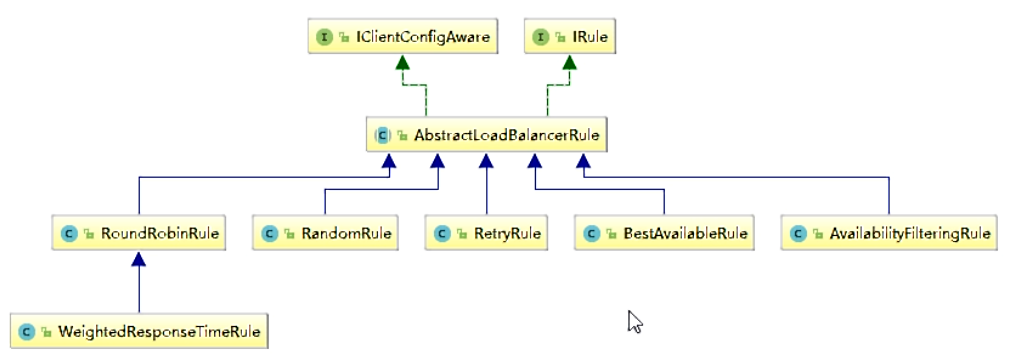 IClientConfigAware
IRule
AbstractLoadBalancerRule
RoundRobinRule
RandomRule
RetryRule
BestAvailableRule
AvailabilityFilteringRule
WeightedResponseTimeRule